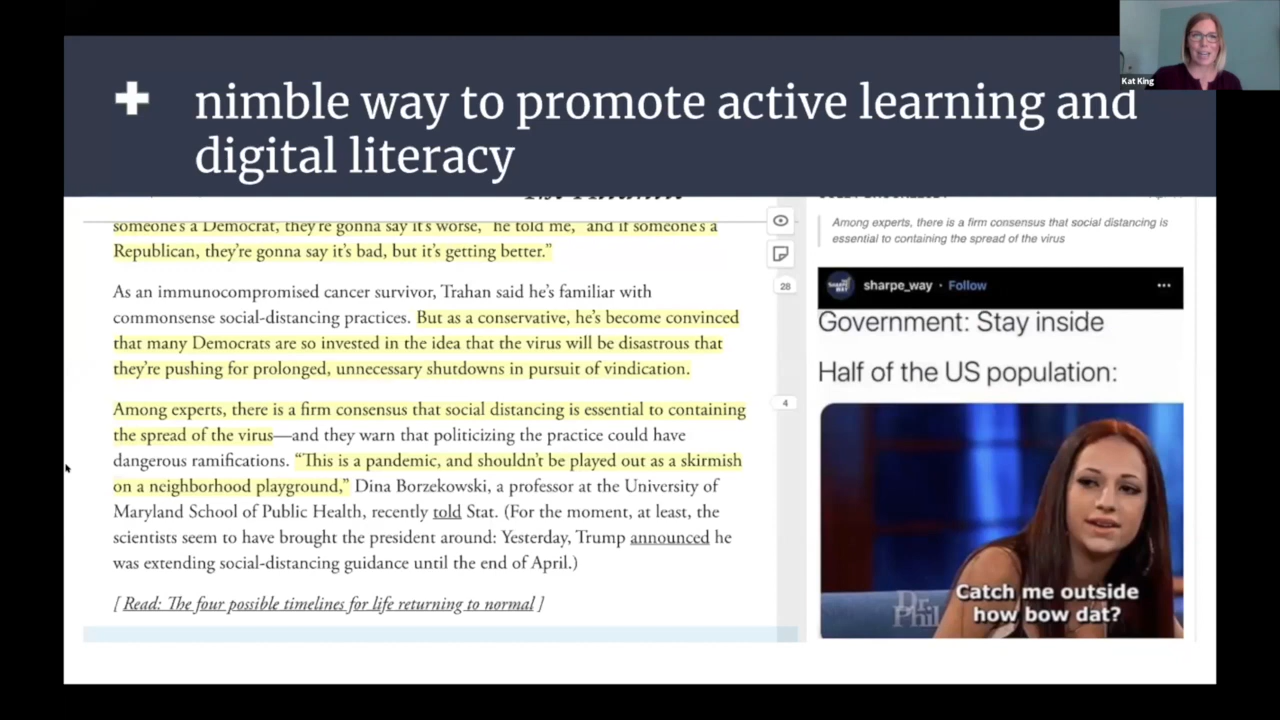 Kat King
nimble way to promote active learning and
digital literacy
someone's a Democrat, they're gonna say it's worse," he told me, "and if someone's a
Republican, they're gonna say it's bad, but it's getting better.”
As an immunocompromised cancer survivor, Trahan said he's familiar with
commonsense social-distancing practices. But as a conservative, he's become convinced
that many Democrats are so invested in the idea that the virus will be disastrous that
they're pushing for prolonged, unnecessary shutdowns in pursuit of vindication.
Among experts, there is a firm consensus that social distancing is essential to containing
the spread of the virus—and they warn that politicizing the practice could have
dangerous ramifications. “This is a pandemic, and shouldn't be played out as a skirmish
on a neighborhood playground,” Dina Borzekowski, a professor at the University of
Maryland School of Public Health, recently told Stat. (For the moment, at least, the
scientists seem to have brought the president around: Yesterday, Trump announced he
was extending social-distancing guidance until the end of April.)
[ Read: The four possible timelines for life returning to normal ]
28
4
Among experts, there is a firm consensus that social distancing is
essential to containing the spread of the virus
sharpe_way · Follow
Government: Stay inside
Half of the US population:
Dr. Phil
Catch me outside
how bow dat?